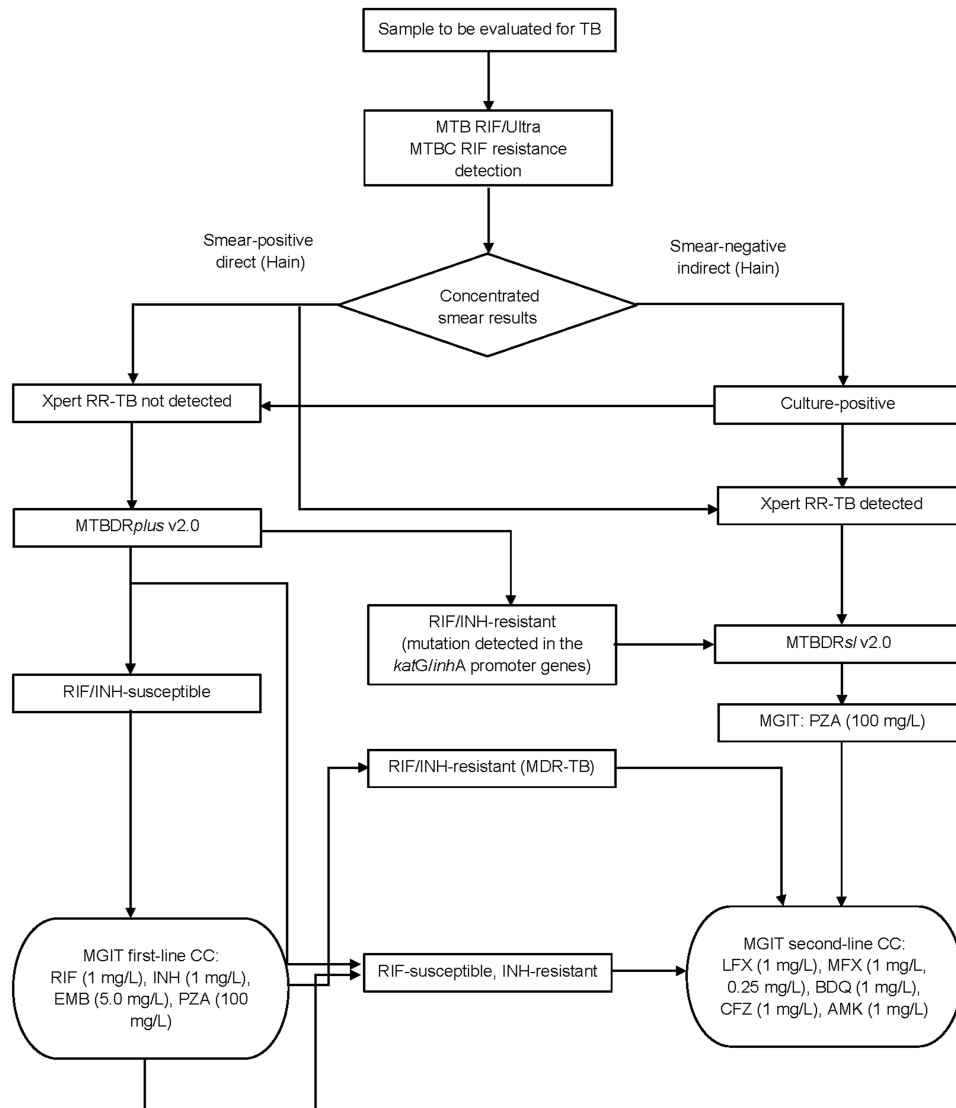 Sample to be evaluated for TB
MTB RIF/Ultra
MTBC RIF resistance
detection
Smear-positive
direct (Hain)
Smear-negative
indirect (Hain)
Concentrated
smear results
Xpert RR-TB not detected
Culture-positive
Xpert RR-TB detected
MTBDRplus v2.0
RIF/INH-resistant
(mutation detected in the
katG/inhA promoter genes)
MTBDRsl v2.0
RIF/INH-susceptible
MGIT: PZA (100 mg/L)
RIF/INH-resistant (MDR-TB)
MGIT first-line CC:
RIF (1 mg/L), INH (1 mg/L),
EMB (5.0 mg/L), PZA (100
mg/L)
RIF-susceptible, INH-resistant
MGIT second-line CC:
LFX (1 mg/L), MFX (1 mg/L,
0.25 mg/L), BDQ (1 mg/L),
CFZ (1 mg/L), AMK (1 mg/L)